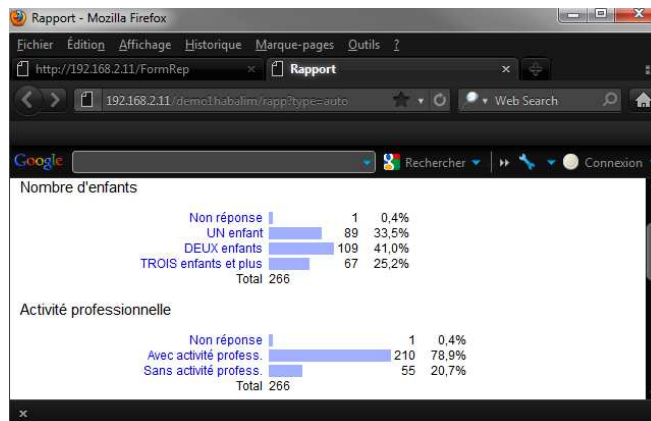 Rapport - Mozilla Firefox
Fichier Édition Affichage Historique Marque-pages Outils ?
http://192.168.2.11/FormRep × Rapport ×
192.168.2.11/demo1habalim/rapp?type=auto Web Search
Google Rechercher Connexion
Nombre d'enfants
Non réponse 1 0,4%
UN enfant 89 33,5%
DEUX enfants 109 41,0%
TROIS enfants et plus 67 25,2%
Total 266
Activité professionnelle
Non réponse 1 0,4%
Avec activité profess. 210 78,9%
Sans activité profess. 55 20,7%
Total 266
×